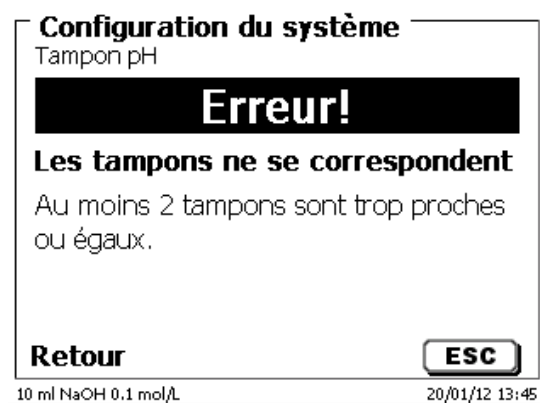 Configuration du système
Tampon pH
Erreur!
Les tampons ne se correspondent
Au moins 2 tampons sont trop proches
ou égaux.
Retour ESC
10 ml NaOH 0.1 mol/L 20/01/12 13:45